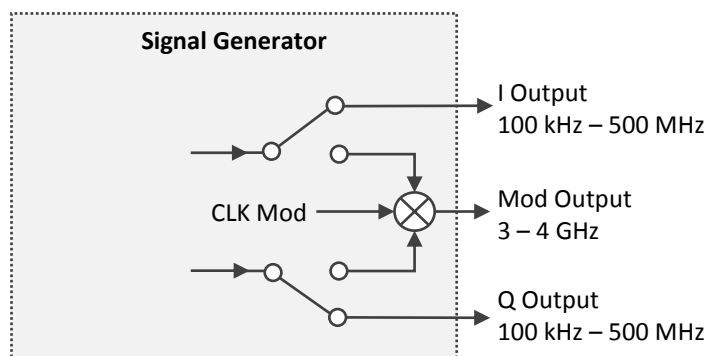 Signal Generator
I Output
100 kHz – 500 MHz
CLK Mod
Mod Output
3 – 4 GHz
Q Output
100 kHz – 500 MHz